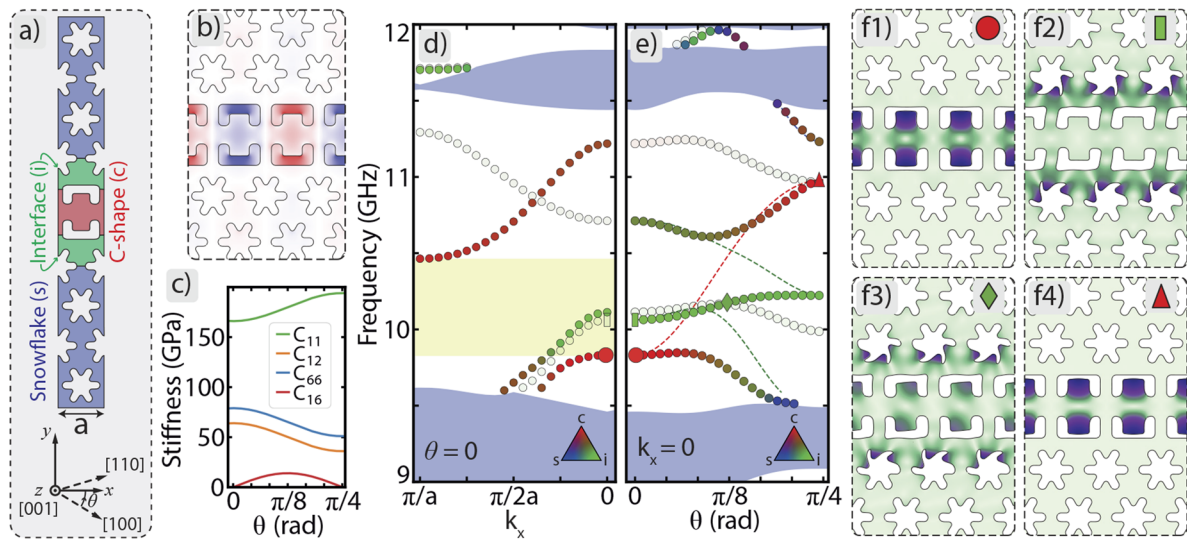 a)
Snowflake (s)
Interface (i)
C-shape (c)
a
y
z
x
θ
[110]
[001]
[100]
b)
c)
Stiffness (GPa)
150
100
50
0
C₁₁
C₁₂
C₆₆
C₁₆
0
π/8
π/4
θ (rad)
Frequency (GHz)
12
11
10
9
d)
θ = 0
c
s
i
π/a
π/2a
0
kₓ
e)
kₓ = 0
c
s
i
0
π/8
π/4
θ (rad)
f1)
f2)
f3)
f4)